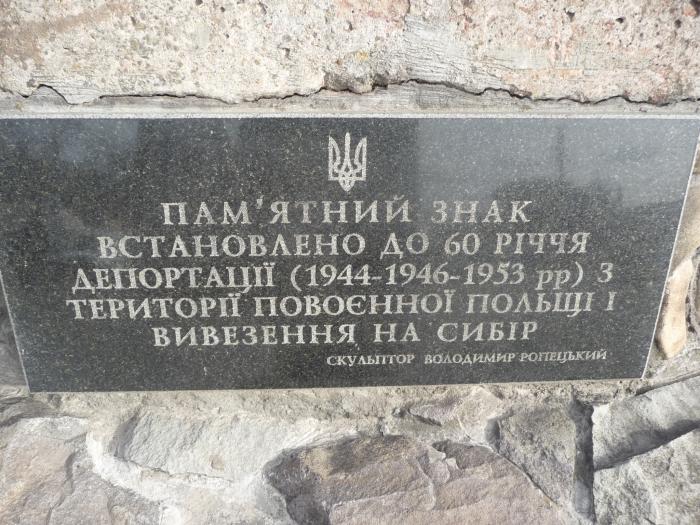 ПАМ'ЯТНИЙ ЗНАК
ВСТАНОВЛЕНО ДО 60 РІЧЧЯ
ДЕПОРТАЦІЇ (1944-1946-1953 рр) З
ТЕРИТОРІЇ ПОВОЄННОЇ ПОЛЬЩІ І
ВИВЕЗЕННЯ НА СИБІР
СКУЛЬПТОР ВОЛОДИМИР РОПЕЦЬКИЙ